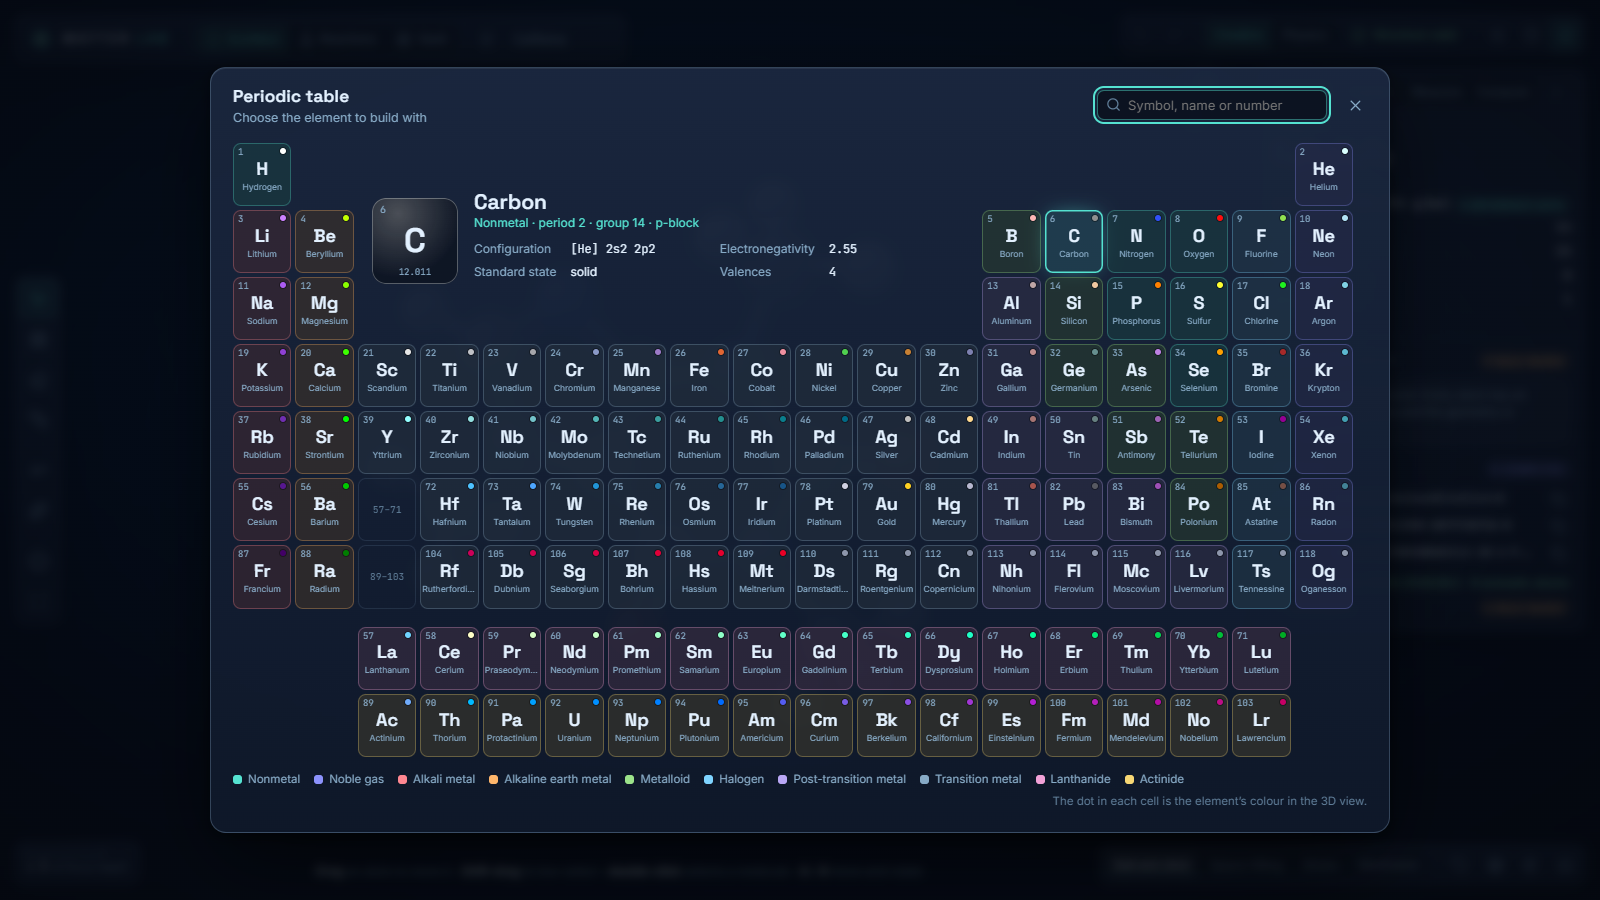 Periodic table
Choose the element to build with
Symbol, name or number
1 H Hydrogen
2 He Helium
Carbon
Nonmetal · period 2 · group 14 · p-block
6 C 12.011
Configuration [He] 2s2 2p2 Electronegativity 2.55
Standard state solid Valences 4
3 Li Lithium
4 Be Beryllium
5 B Boron
6 C Carbon
7 N Nitrogen
8 O Oxygen
9 F Fluorine
10 Ne Neon
11 Na Sodium
12 Mg Magnesium
13 Al Aluminum
14 Si Silicon
15 P Phosphorus
16 S Sulfur
17 Cl Chlorine
18 Ar Argon
19 K Potassium
20 Ca Calcium
21 Sc Scandium
22 Ti Titanium
23 V Vanadium
24 Cr Chromium
25 Mn Manganese
26 Fe Iron
27 Co Cobalt
28 Ni Nickel
29 Cu Copper
30 Zn Zinc
31 Ga Gallium
32 Ge Germanium
33 As Arsenic
34 Se Selenium
35 Br Bromine
36 Kr Krypton
37 Rb Rubidium
38 Sr Strontium
39 Y Yttrium
40 Zr Zirconium
41 Nb Niobium
42 Mo Molybdenum
43 Tc Technetium
44 Ru Ruthenium
45 Rh Rhodium
46 Pd Palladium
47 Ag Silver
48 Cd Cadmium
49 In Indium
50 Sn Tin
51 Sb Antimony
52 Te Tellurium
53 I Iodine
54 Xe Xenon
55 Cs Cesium
56 Ba Barium
57–71
72 Hf Hafnium
73 Ta Tantalum
74 W Tungsten
75 Re Rhenium
76 Os Osmium
77 Ir Iridium
78 Pt Platinum
79 Au Gold
80 Hg Mercury
81 Tl Thallium
82 Pb Lead
83 Bi Bismuth
84 Po Polonium
85 At Astatine
86 Rn Radon
87 Fr Francium
88 Ra Radium
89–103
104 Rf Rutherfordi...
105 Db Dubnium
106 Sg Seaborgium
107 Bh Bohrium
108 Hs Hassium
109 Mt Meitnerium
110 Ds Darmstadti...
111 Rg Roentgenium
112 Cn Copernicium
113 Nh Nihonium
114 Fl Flerovium
115 Mc Moscovium
116 Lv Livermorium
117 Ts Tennessine
118 Og Oganesson
57 La Lanthanum
58 Ce Cerium
59 Pr Praseodym...
60 Nd Neodymium
61 Pm Promethium
62 Sm Samarium
63 Eu Europium
64 Gd Gadolinium
65 Tb Terbium
66 Dy Dysprosium
67 Ho Holmium
68 Er Erbium
69 Tm Thulium
70 Yb Ytterbium
71 Lu Lutetium
89 Ac Actinium
90 Th Thorium
91 Pa Protactinium
92 U Uranium
93 Np Neptunium
94 Pu Plutonium
95 Am Americium
96 Cm Curium
97 Bk Berkelium
98 Cf Californium
99 Es Einsteinium
100 Fm Fermium
101 Md Mendelevium
102 No Nobelium
103 Lr Lawrencium
Nonmetal Noble gas Alkali metal Alkaline earth metal Metalloid Halogen Post-transition metal Transition metal Lanthanide Actinide
The dot in each cell is the element's colour in the 3D view.